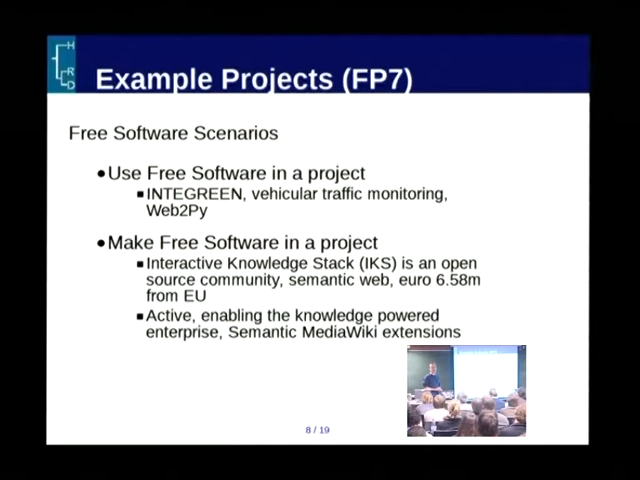 H
R
D
Example Projects (FP7)
Free Software Scenarios
•Use Free Software in a project
▪INTEGREEN, vehicular traffic monitoring,
Web2Py
•Make Free Software in a project
▪Interactive Knowledge Stack (IKS) is an open
source community, semantic web, euro 6.58m
from EU
▪Active, enabling the knowledge powered
enterprise, Semantic MediaWiki extensions
8 / 19